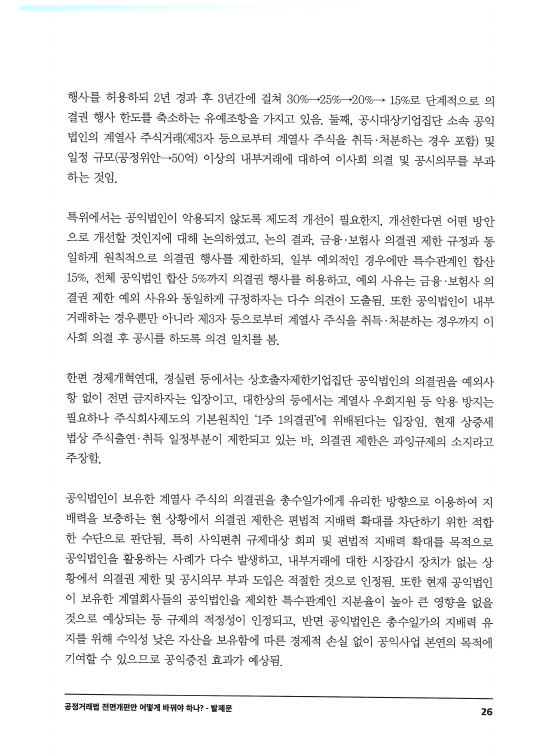 행사를 허용하되 2년 경과 후 3년간에 걸쳐 30%→25%→20%→ 15%로 단계적으로 의
결권 행사 한도를 축소하는 유예조항을 가지고 있음. 둘째, 공시대상기업집단 소속 공익
법인의 계열사 주식거래(제3자 등으로부터 계열사 주식을 취득·처분하는 경우 포함) 및
일정 규모(공정위안→50억) 이상의 내부거래에 대하여 이사회 의결 및 공시의무를 부과
하는 것임.
특위에서는 공익법인이 악용되지 않도록 제도적 개선이 필요한지, 개선한다면 어떤 방안
으로 개선할 것인지에 대해 논의하였고, 논의 결과, 금융·보험사 의결권 제한 규정과 동
일하게 원칙적으로 의결권 행사를 제한하되, 일부 예외적인 경우에만 특수관계인 합산
15%, 전체 공익법인 합산 5%까지 의결권 행사를 허용하고, 예외 사유는 금융·보험사 의
결권 제한 예외 사유와 동일하게 규정하자는 다수 의견이 도출됨. 또한 공익법인이 내부
거래하는 경우뿐만 아니라 제3자 등으로부터 계열사 주식을 취득·처분하는 경우까지 이
사회 의결 후 공시를 하도록 의견 일치를 봄.
한편 경제개혁연대, 경실련 등에서는 상호출자제한기업집단 공익법인의 의결권을 예외사
항 없이 전면 금지하자는 입장이고, 대한상의 등에서는 계열사 우회지원 등 악용 방지는
필요하나 주식회사제도의 기본원칙인 '1주 1의결권'에 위배된다는 입장임. 현재 상증세
법상 주식출연·취득 일정부분이 제한되고 있는 바, 의결권 제한은 과잉규제의 소지라고
주장함.
공익법인이 보유한 계열사 주식의 의결권을 총수일가에게 유리한 방향으로 이용하여 지
배력을 보충하는 현 상황에서 의결권 제한은 편법적 지배력 확대를 차단하기 위한 적합
한 수단으로 판단됨. 특히 사익편취 규제대상 회피 및 편법적 지배력 확대를 목적으로
공익법인을 활용하는 사례가 다수 발생하고, 내부거래에 대한 시장감시 장치가 없는 상
황에서 의결권 제한 및 공시의무 부과 도입은 적절한 것으로 인정됨. 또한 현재 공익법인
이 보유한 계열회사들의 공익법인을 제외한 특수관계인 지분율이 높아 큰 영향을 없을
것으로 예상되는 등 규제의 적정성이 인정되고, 반면 공익법인은 총수일가의 지배력 유
지를 위해 수익성 낮은 자산을 보유함에 따른 경제적 손실 없이 공익사업 본연의 목적에
기여할 수 있으므로 공익증진 효과가 예상됨.
공정거래법 전면개편안 어떻게 바꿔야 하나? - 발제문
26